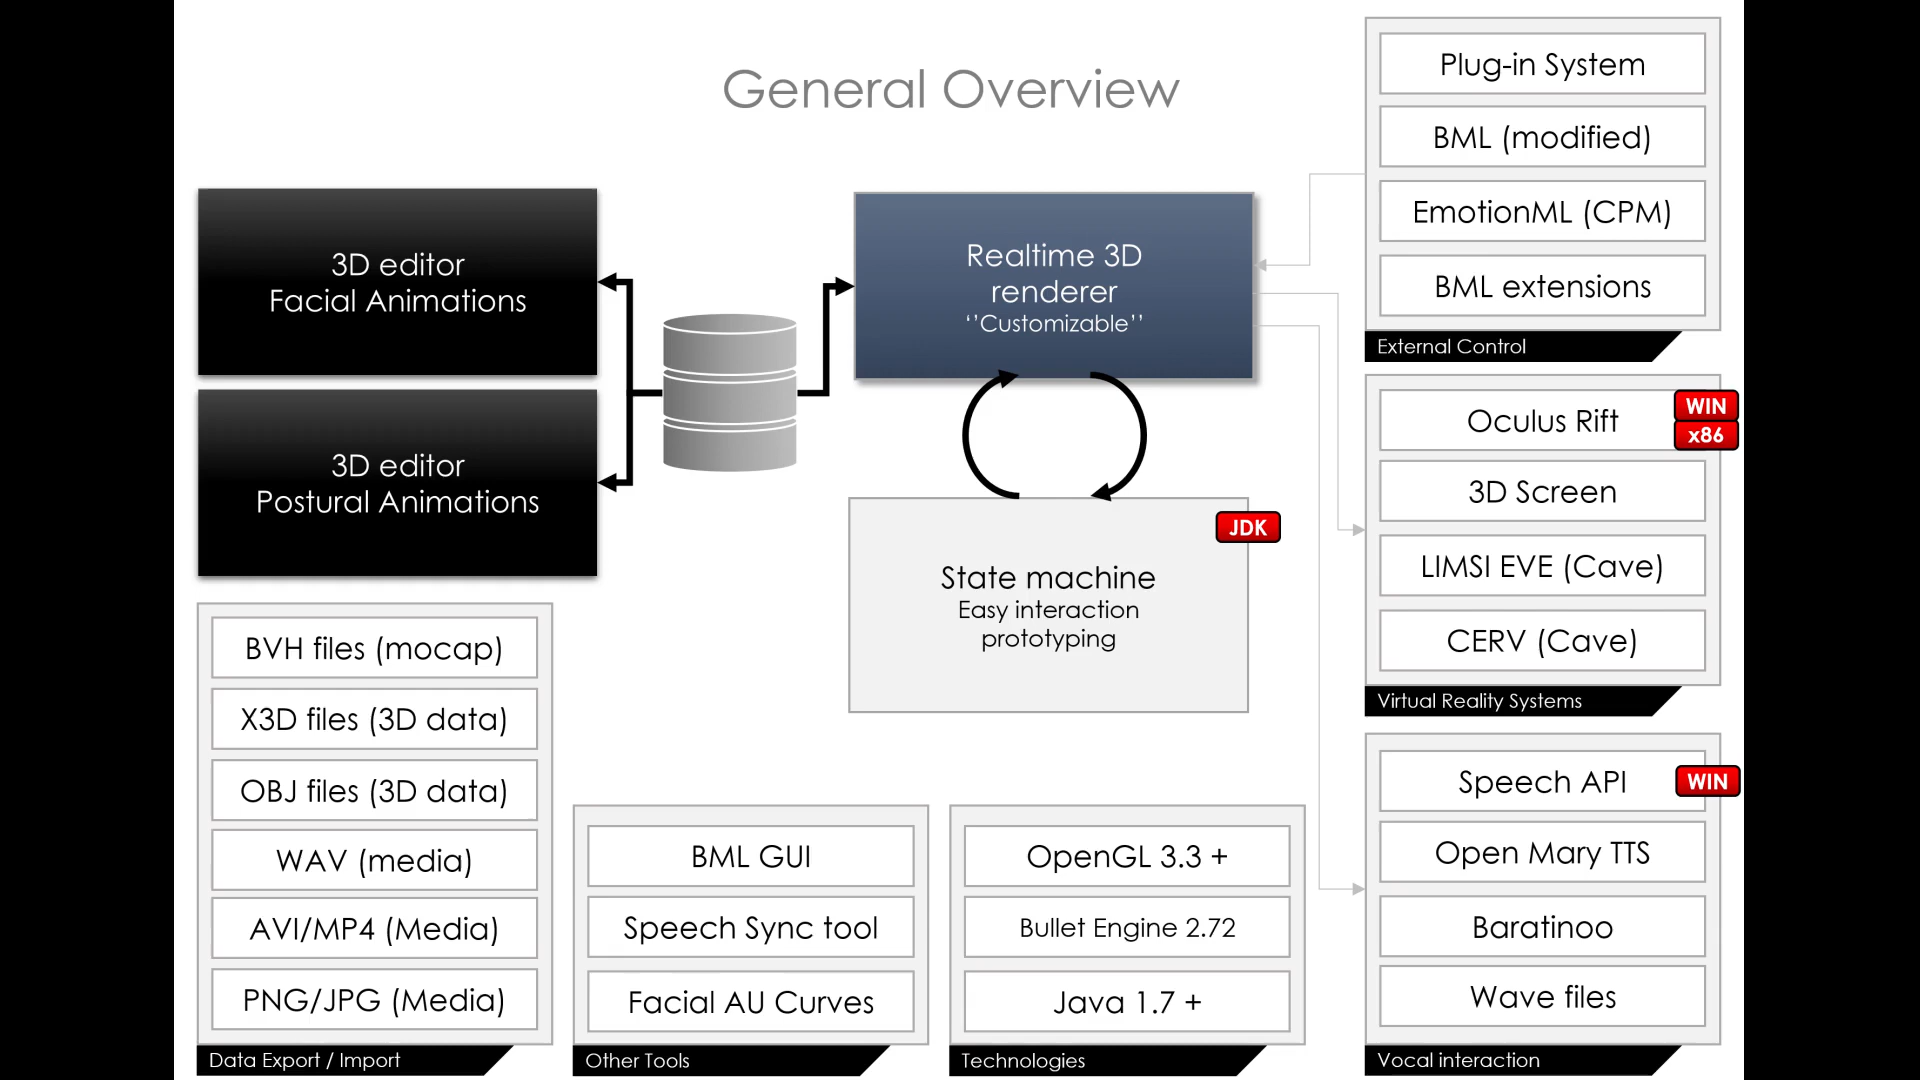 General Overview
3D editor
Facial Animations
3D editor
Postural Animations
Realtime 3D
renderer
‘’Customizable’’
JDK
State machine
Easy interaction
prototyping
Plug-in System
BML (modified)
EmotionML (CPM)
BML extensions
External Control
Oculus Rift
WIN
x86
3D Screen
LIMSI EVE (Cave)
CERV (Cave)
Virtual Reality Systems
Speech API
WIN
Open Mary TTS
Baratinoo
Wave files
Vocal interaction
BVH files (mocap)
X3D files (3D data)
OBJ files (3D data)
WAV (media)
AVI/MP4 (Media)
PNG/JPG (Media)
Data Export / Import
BML GUI
Speech Sync tool
Facial AU Curves
Other Tools
OpenGL 3.3 +
Bullet Engine 2.72
Java 1.7 +
Technologies